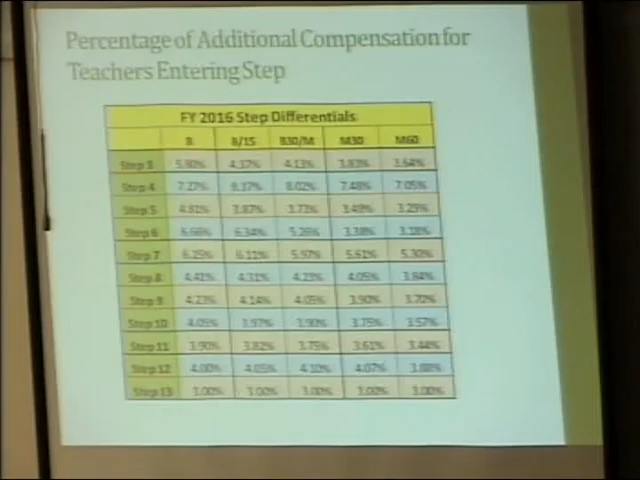 Percentage of Additional Compensation for
Teachers Entering Step
FY 2016 Step Differentials
B B/15 B30/M M30 M60
Step 3 5.80% 4.37% 4.13% 3.83% 3.64%
Step 4 7.27% 8.02% 7.48% 7.05%
Step 5 4.81% 3.87% 3.72% 3.49% 3.29%
Step 6 6.66% 6.34% 5.26% 3.38% 3.18%
Step 7 6.25% 6.11% 5.97% 5.61% 5.30%
Step 8 4.41% 4.31% 4.23% 4.05% 3.84%
Step 9 4.23% 4.14% 4.05% 3.90% 3.70%
Step 10 4.05% 3.97% 3.90% 3.75% 3.57%
Step 11 3.90% 3.82% 3.75% 3.61% 3.44%
Step 12 4.00% 4.05% 4.10% 4.07% 3.88%
Step 13 3.00% 3.00% 3.00% 3.00% 3.00%